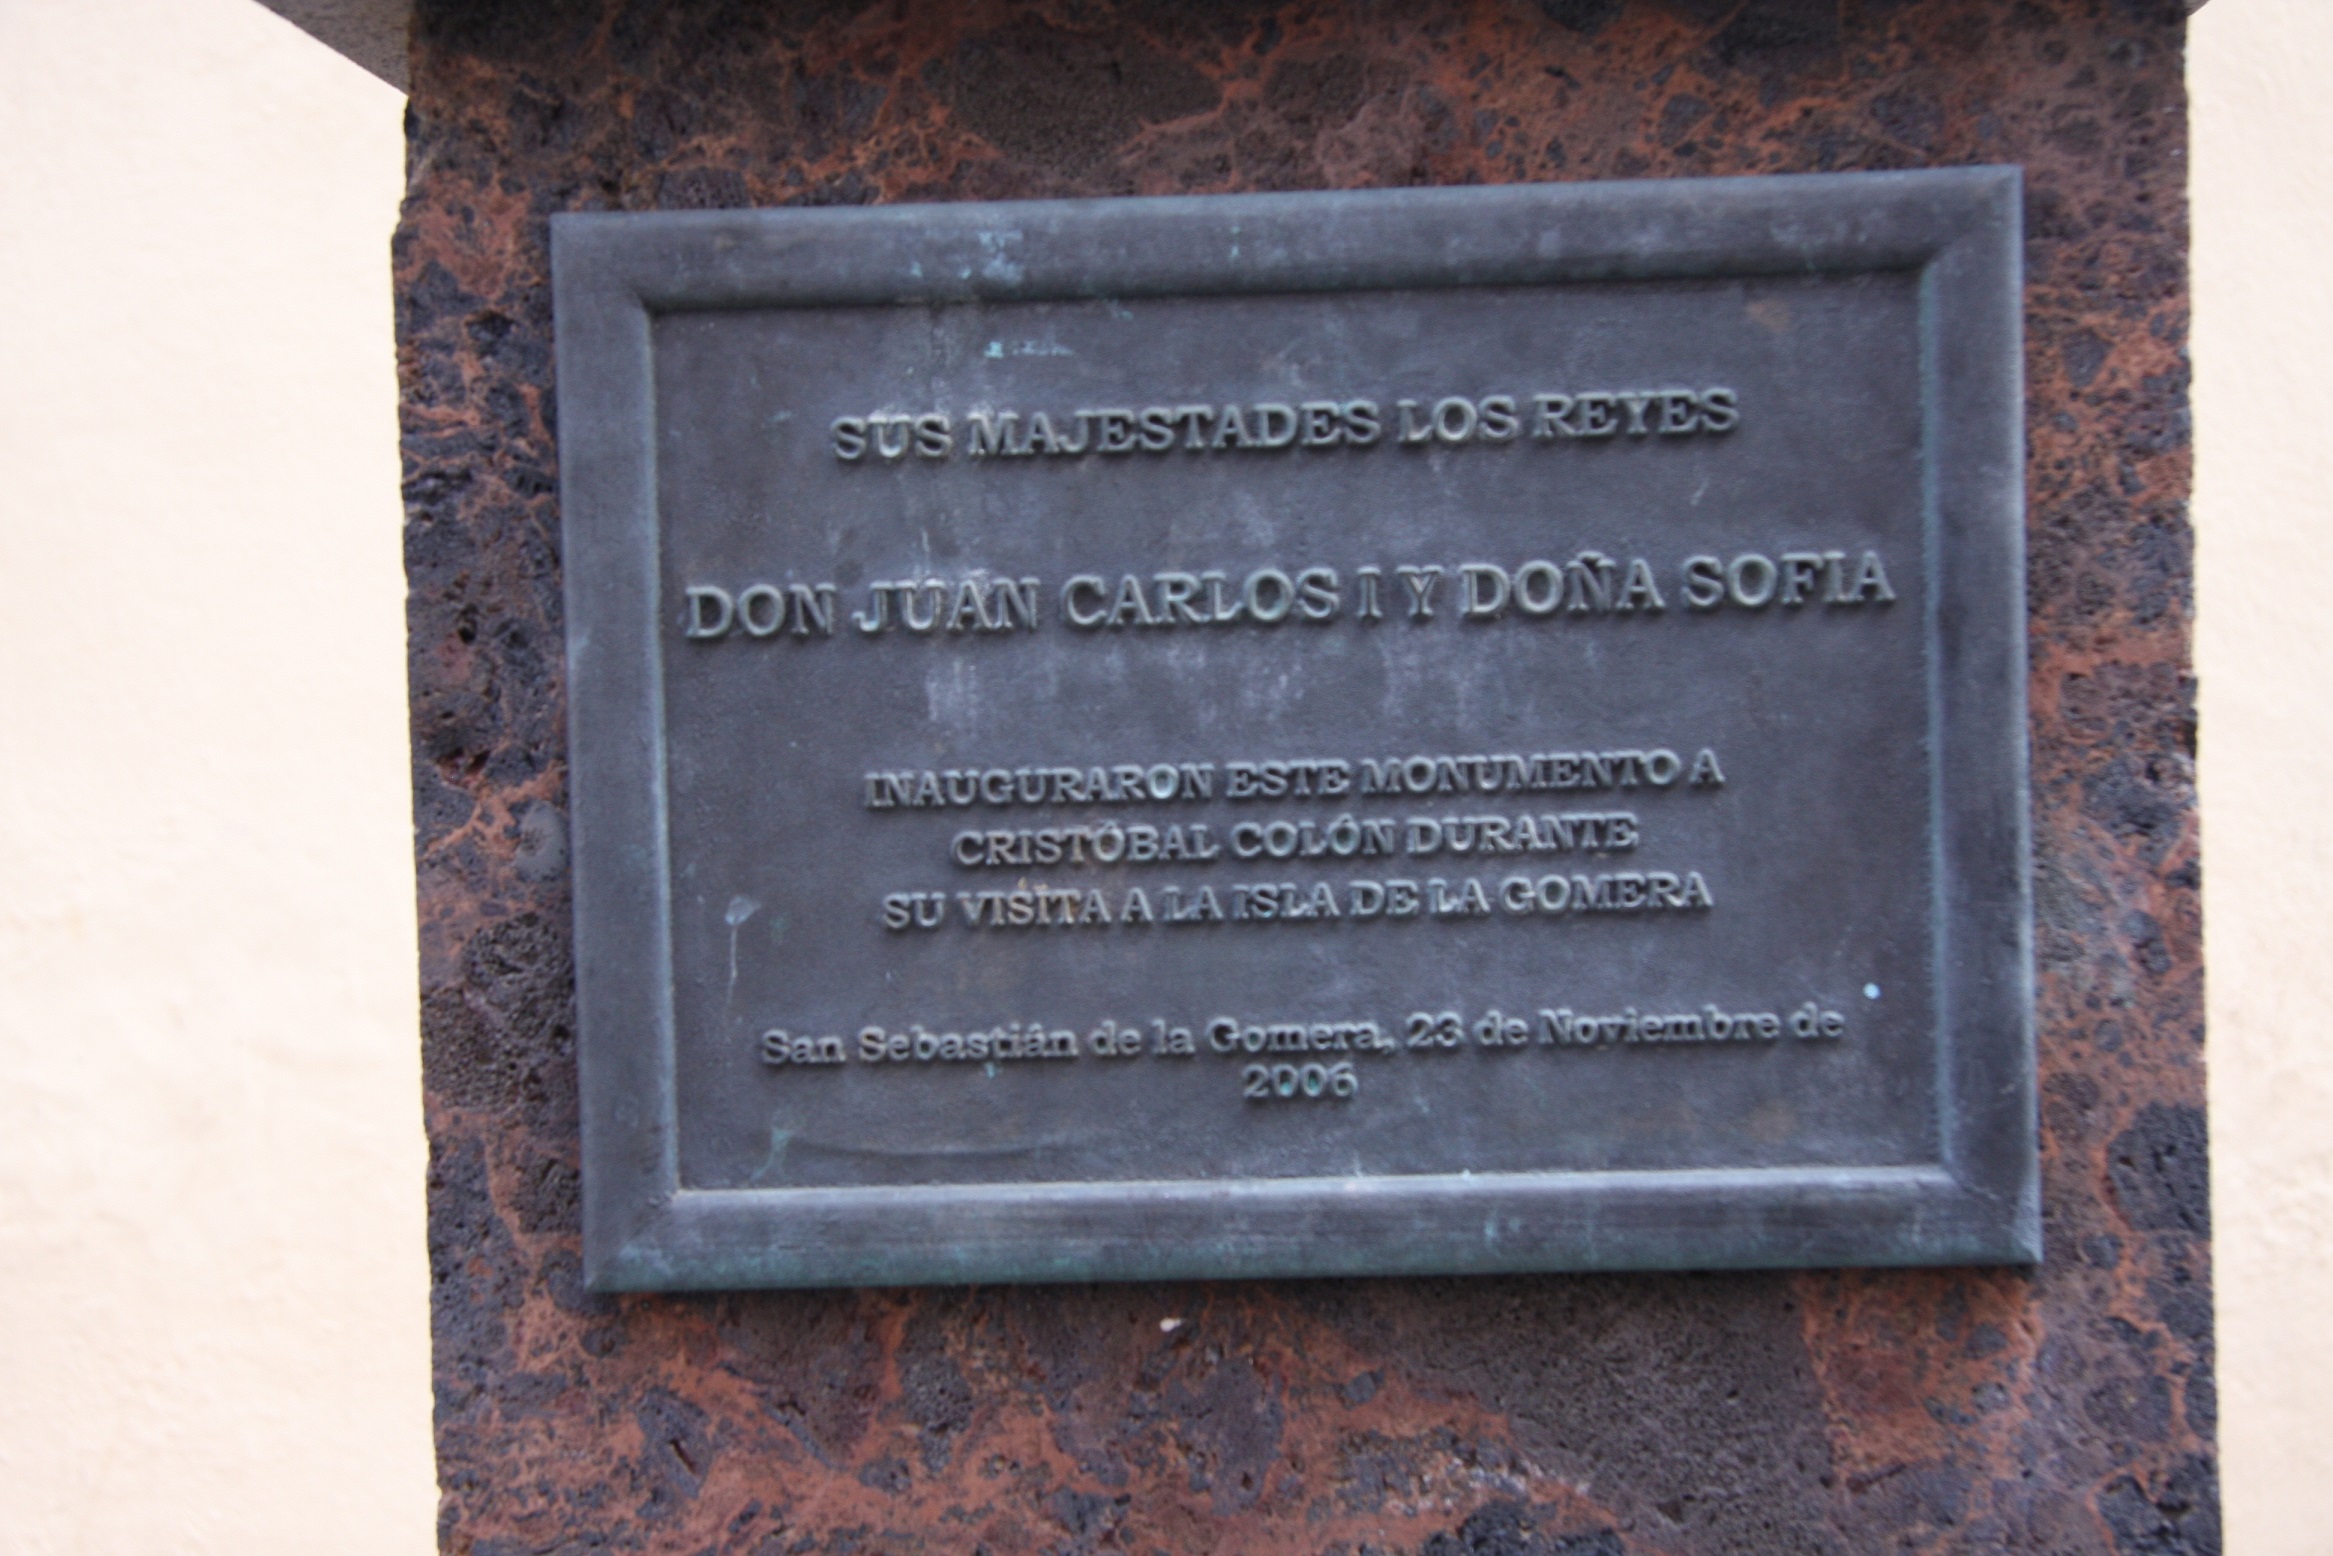 SUS MAJESTADES LOS REYES
DON JUAN CARLOS I Y DOÑA SOFIA
INAUGURARON ESTE MONUMENTO A
CRISTÓBAL COLÓN DURANTE
SU VISITA A LA ISLA DE LA GOMERA
San Sebastián de la Gomera, 23 de Noviembre de
2006